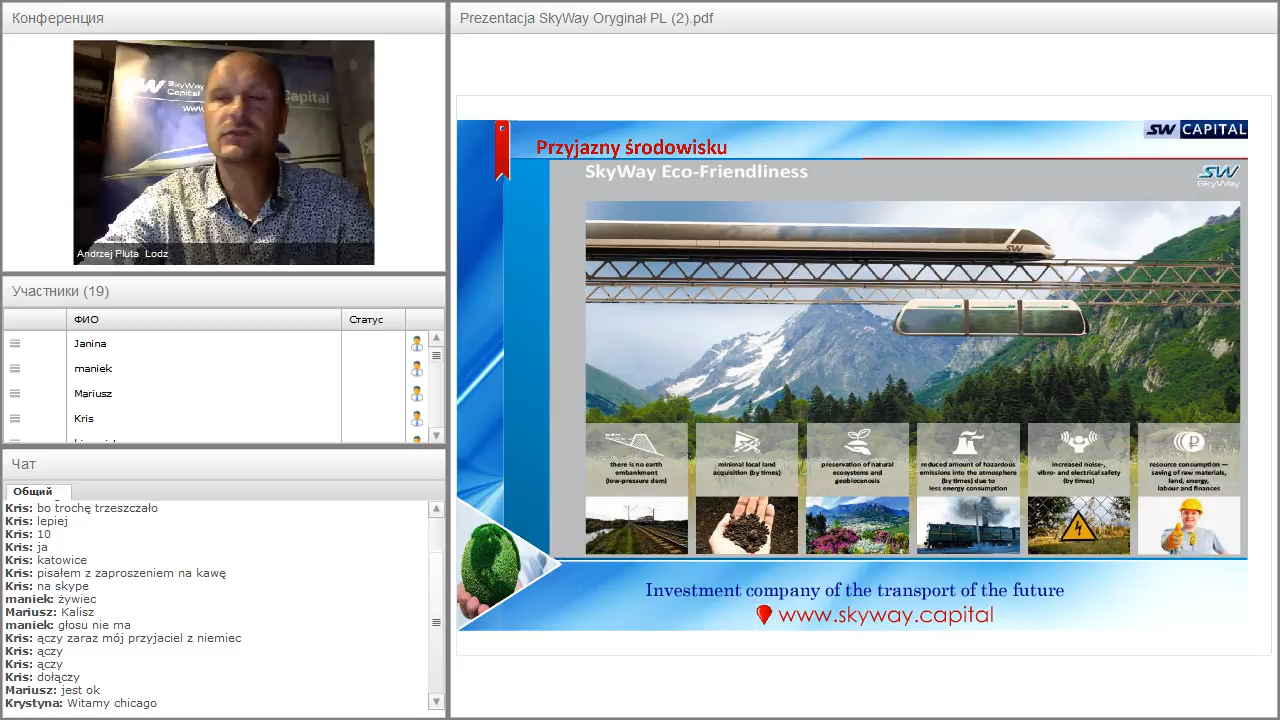 Конференция
SkyWay
Capital
Capital
www.
Andrzej Pluta Lodz
Участники (19)
ФИО
Статус
Janina
maniek
Mariusz
Kris
Чат
Общий
Kris: bo trochę trzeszczało
Kris: lepiej
Kris: 10
Kris: ja
Kris: katowice
Kris: pisałem z zaproszeniem na kawę
Kris: na skype
maniek: żywiec
Mariusz: Kalisz
maniek: głosu nie ma
Kris: ączy zaraz mój przyjaciel z niemiec
Kris: ączy
Kris: ączy
Kris: dołączy
Mariusz: jest ok
Krystyna: Witamy chicago
Prezentacja SkyWay Oryginał PL (2).pdf
SW CAPITAL
Przyjazny środowisku
SkyWay Eco-Friendliness
SW
SkyWay
SW
there is no earth
embankment
(low-pressure dam)
minimal local land
acquisition (by times)
preservation of natural
ecosystems and
geobiocenosis
reduced amount of hazardous
emissions into the atmosphere
(by times) due to
less energy consumption
increased noise-,
vibro- and electrical safety
(by times)
resource consumption —
saving of raw materials,
land, energy,
labour and finances
Investment company of the transport of the future
www.skyway.capital